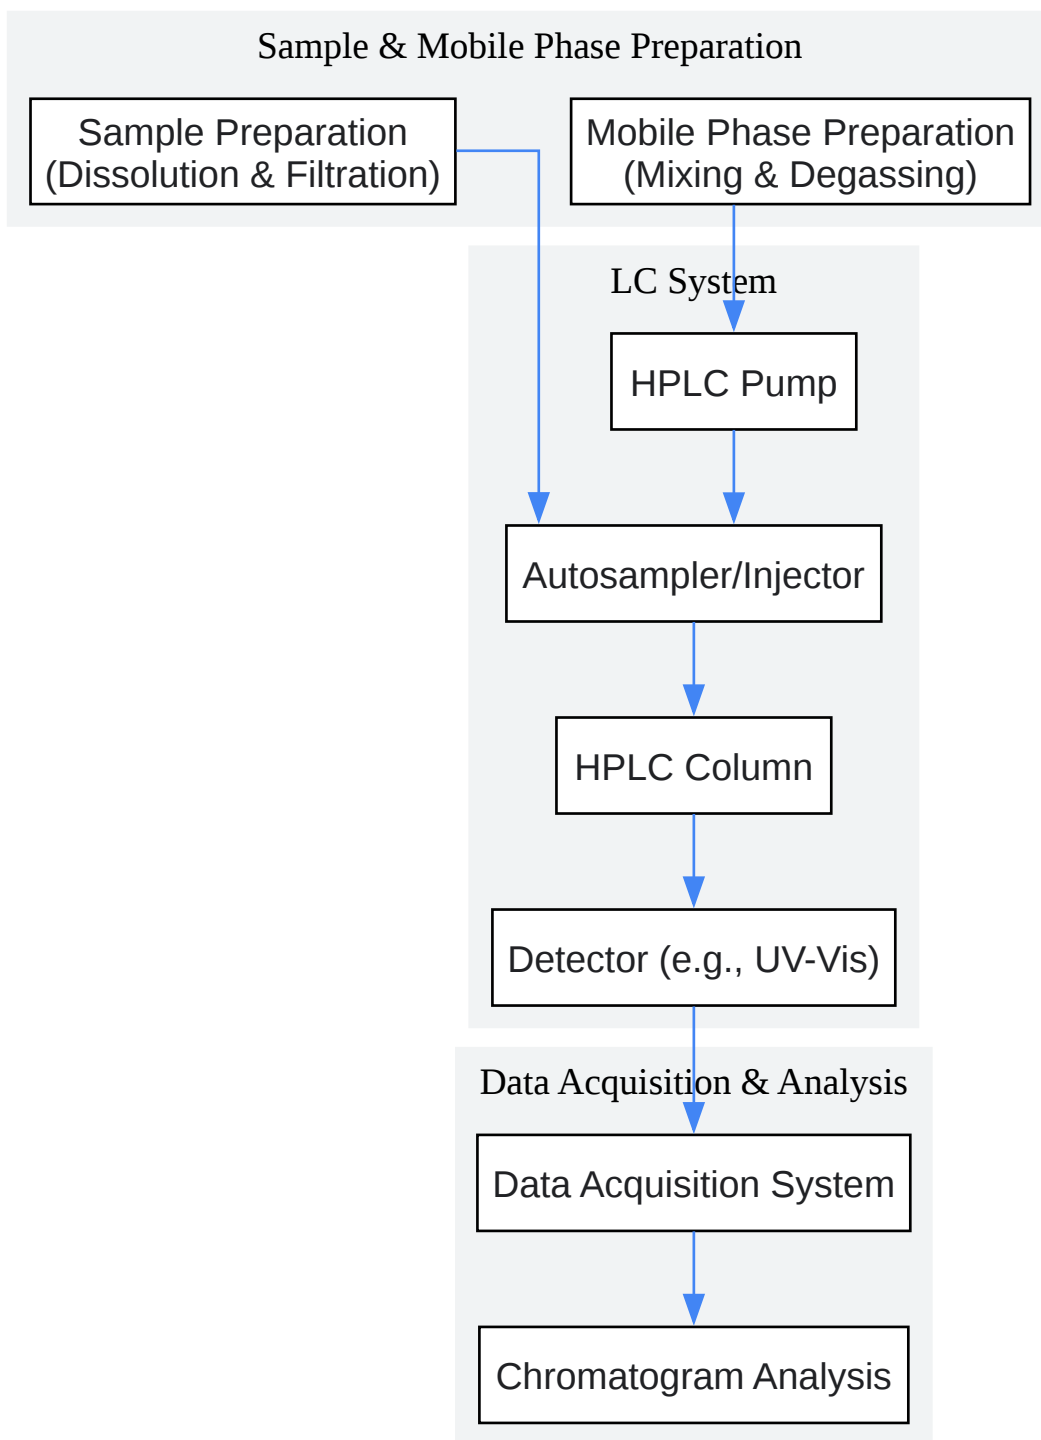 Sample & Mobile Phase Preparation
Sample Preparation
(Dissolution & Filtration)
Mobile Phase Preparation
(Mixing & Degassing)
LC System
HPLC Pump
Autosampler/Injector
HPLC Column
Detector (e.g., UV-Vis)
Data Acquisition & Analysis
Data Acquisition System
Chromatogram Analysis